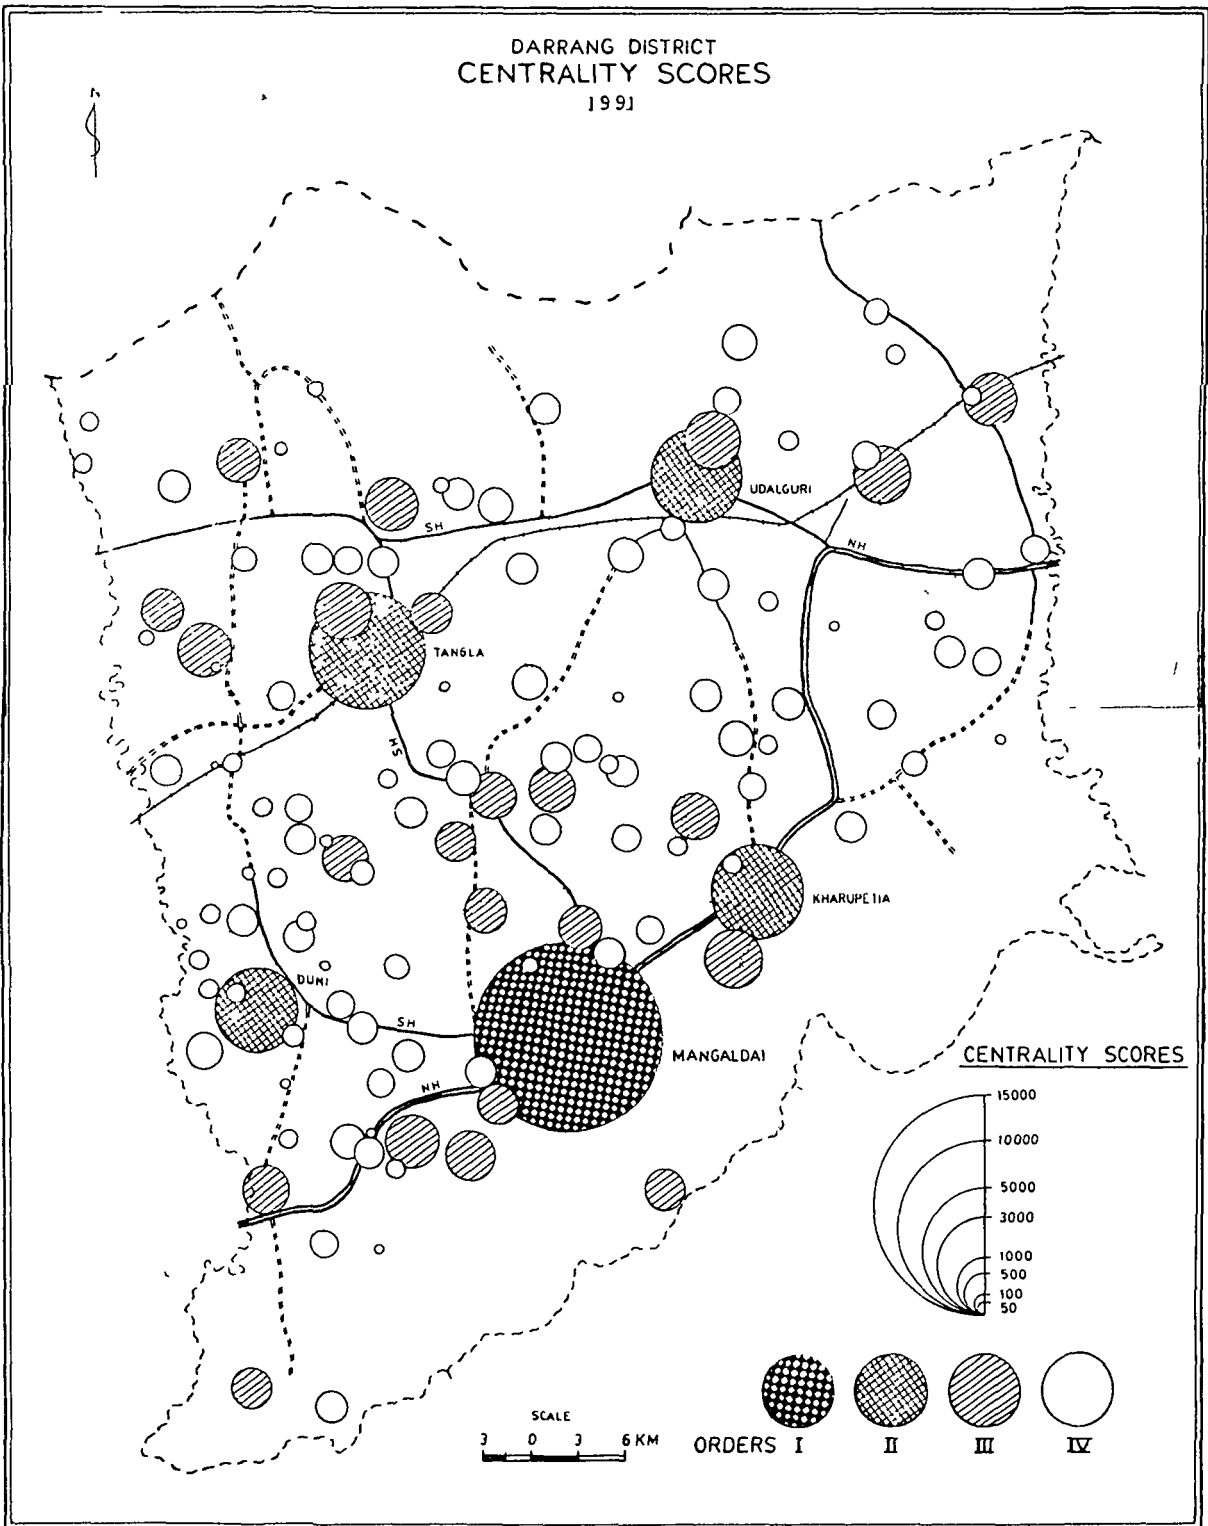 DARRANG DISTRICT
CENTRALITY SCORES
1991
N
UDALGURI
SH
NH
TANGLA
SH
KHARUPETIA
DUNI
SH
MANGALDAI
NH
CENTRALITY SCORES
15000
10000
5000
3000
1000
500
100
50
SCALE
3 0 3 6 KM
ORDERS I II III IV